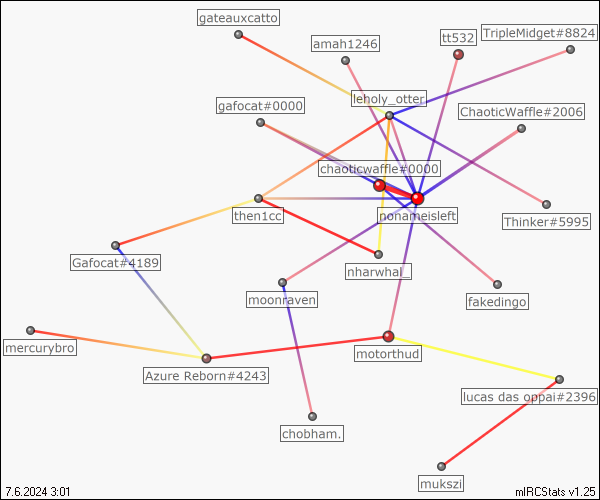 gateauxcatto
amah1246
tt532
TripleMidget#8824
gafocat#0000
leholy_otter
ChaoticWaffle#2006
chaoticwaffle#0000
then1cc
nonameisleft
Thinker#5995
Gafocat#4189
nharwhal_
moonraven
fakedingo
mercurybro
motorthud
Azure Reborn#4243
lucas das oppai#2396
chobham.
mukszi
7.6.2024 3:01
mIRCStats v1.25